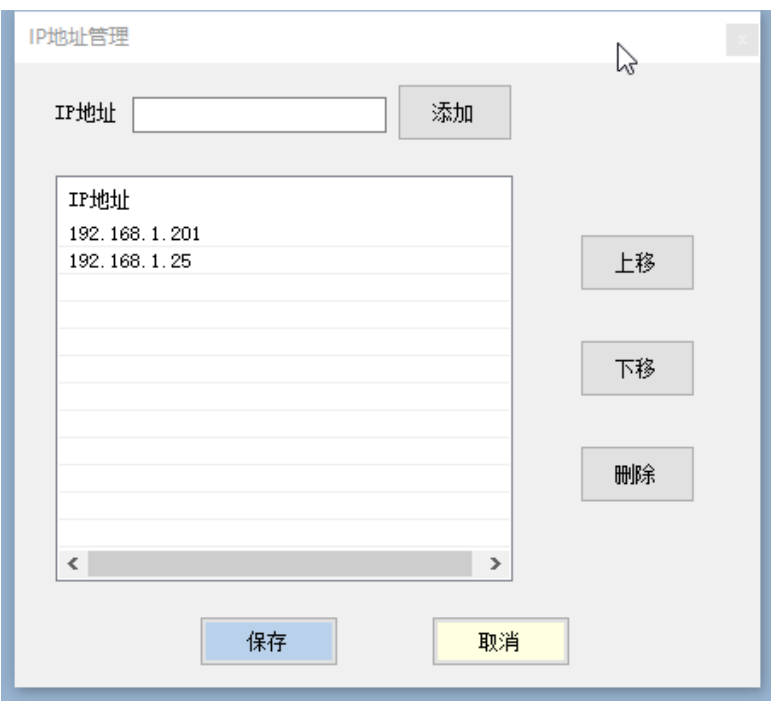 IP地址管理
x
IP地址 添加
IP地址
192.168.1.201
192.168.1.25
上移
下移
删除
保存 取消